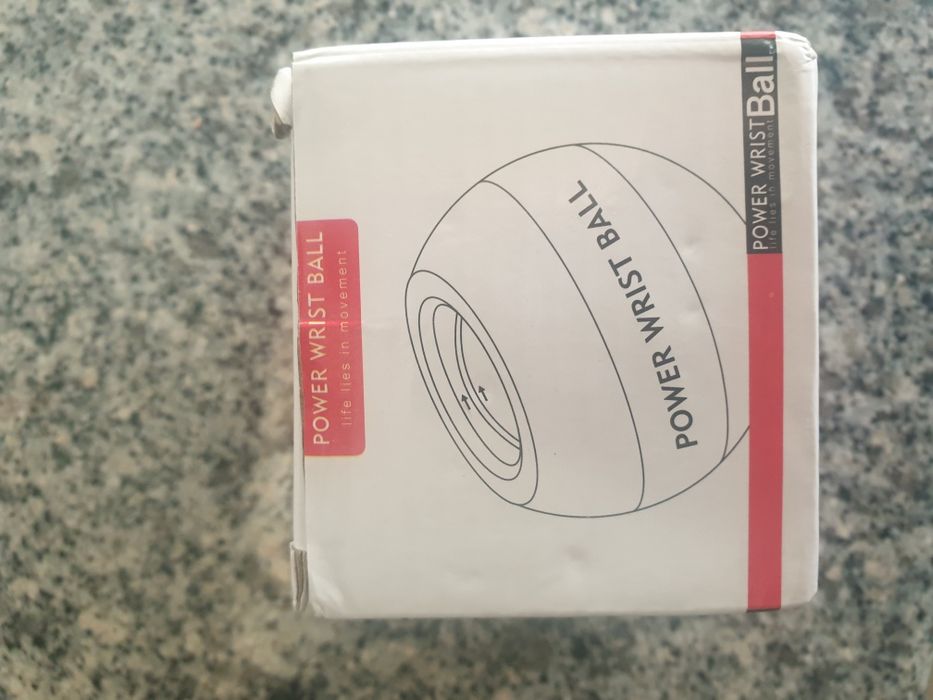 POWER WRIST BALL
life lies in movement
POWER WRIST BALL
POWER WRIST Ball
life lies in movement